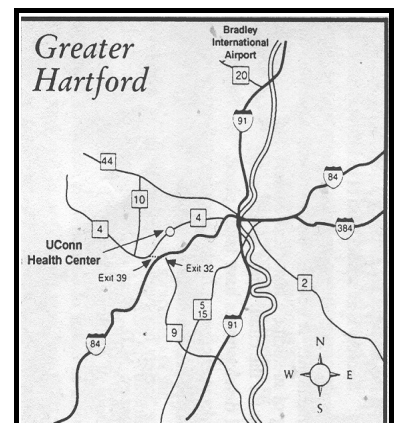 Bradley
International
Airport
Greater
Hartford
20
91
44
84
10
4
4
384
UConn
Health Center
Exit 39
Exit 32
2
5
15
91
9
84
N
W
E
S